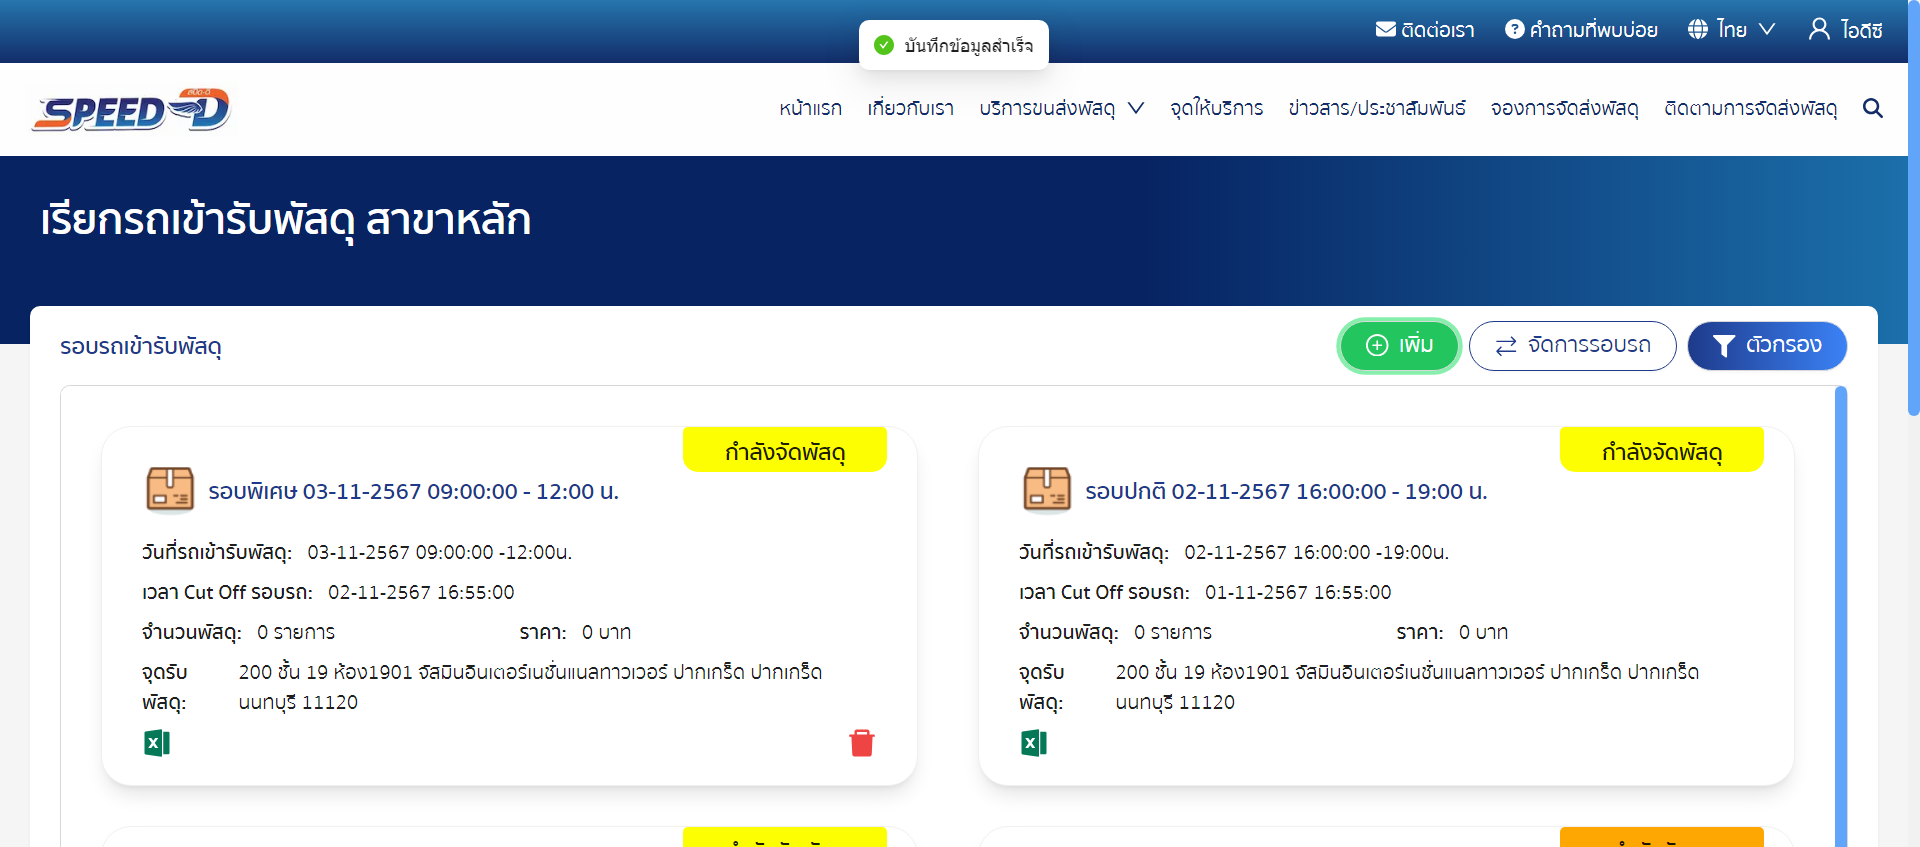 ติดต่อเรา
คำถามที่พบบ่อย
ไทย
ไอดีซี
บันทึกข้อมูลสำเร็จ
สปีด-ดี
SPEED-D
หน้าแรก
เกี่ยวกับเรา
บริการขนส่งพัสดุ
จุดให้บริการ
ข่าวสาร/ประชาสัมพันธ์
จองการจัดส่งพัสดุ
ติดตามการจัดส่งพัสดุ
เรียกรถเข้ารับพัสดุ สาขาหลัก
รอบรถเข้ารับพัสดุ
เพิ่ม
จัดการรอบรถ
ตัวกรอง
กำลังจัดพัสดุ
รอบพิเศษ 03-11-2567 09:00:00 - 12:00 น.
วันที่รถเข้ารับพัสดุ: 03-11-2567 09:00:00 -12:00น.
เวลา Cut Off รอบรถ: 02-11-2567 16:55:00
จำนวนพัสดุ: 0 รายการ ราคา: 0 บาท
จุดรับ 200 ชั้น 19 ห้อง1901 จัสมินอินเตอร์เนชั่นแนลทาวเวอร์ ปากเกร็ด ปากเกร็ด
พัสดุ: นนทบุรี 11120
กำลังจัดพัสดุ
รอบปกติ 02-11-2567 16:00:00 - 19:00 น.
วันที่รถเข้ารับพัสดุ: 02-11-2567 16:00:00 -19:00น.
เวลา Cut Off รอบรถ: 01-11-2567 16:55:00
จำนวนพัสดุ: 0 รายการ ราคา: 0 บาท
จุดรับ 200 ชั้น 19 ห้อง1901 จัสมินอินเตอร์เนชั่นแนลทาวเวอร์ ปากเกร็ด ปากเกร็ด
พัสดุ: นนทบุรี 11120